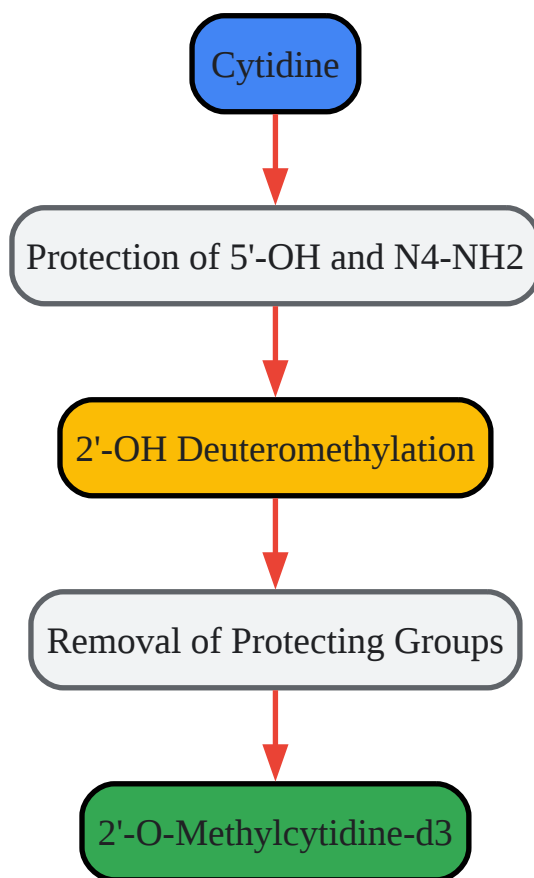 Cytidine
Protection of 5'-OH and N4-NH2
2'-OH Deuteromethylation
Removal of Protecting Groups
2'-O-Methylcytidine-d3